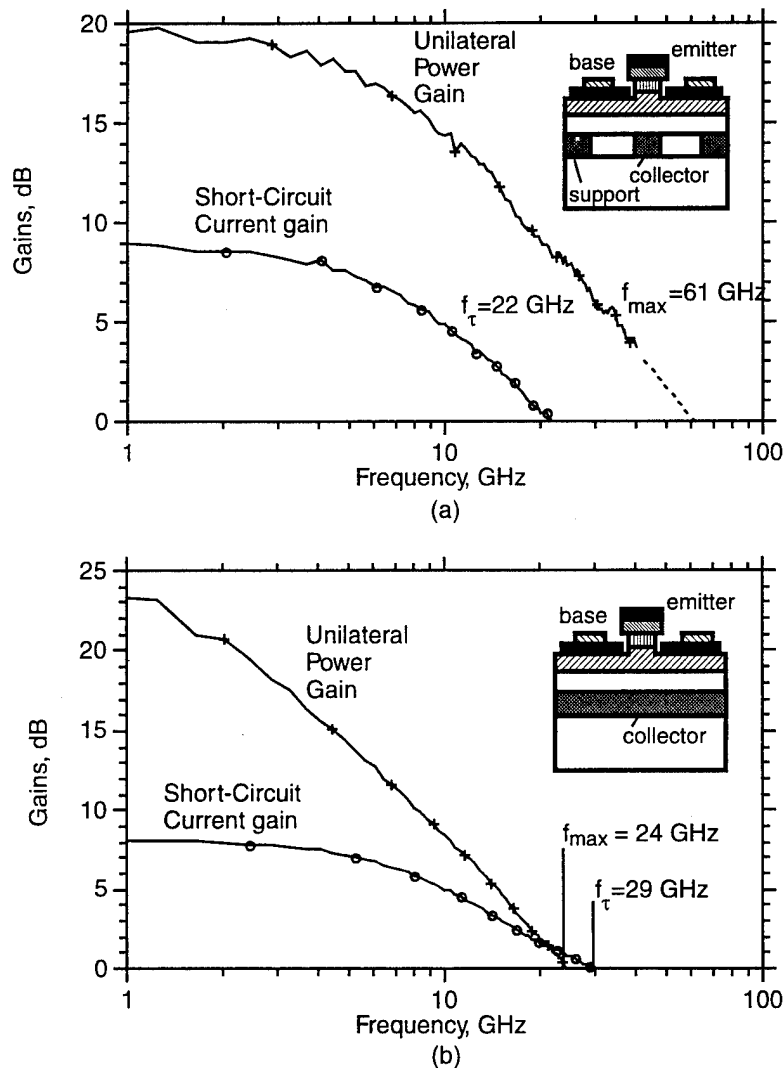 20
15
10
5
0
Gains, dB
Unilateral
Power
Gain
base
emitter
collector
support
Short-Circuit
Current gain
fτ=22 GHz
fmax=61 GHz
1
10
100
Frequency, GHz
(a)
25
20
15
10
5
0
Gains, dB
Unilateral
Power
Gain
base
emitter
collector
Short-Circuit
Current gain
fmax = 24 GHz
fτ=29 GHz
1
10
100
Frequency, GHz
(b)